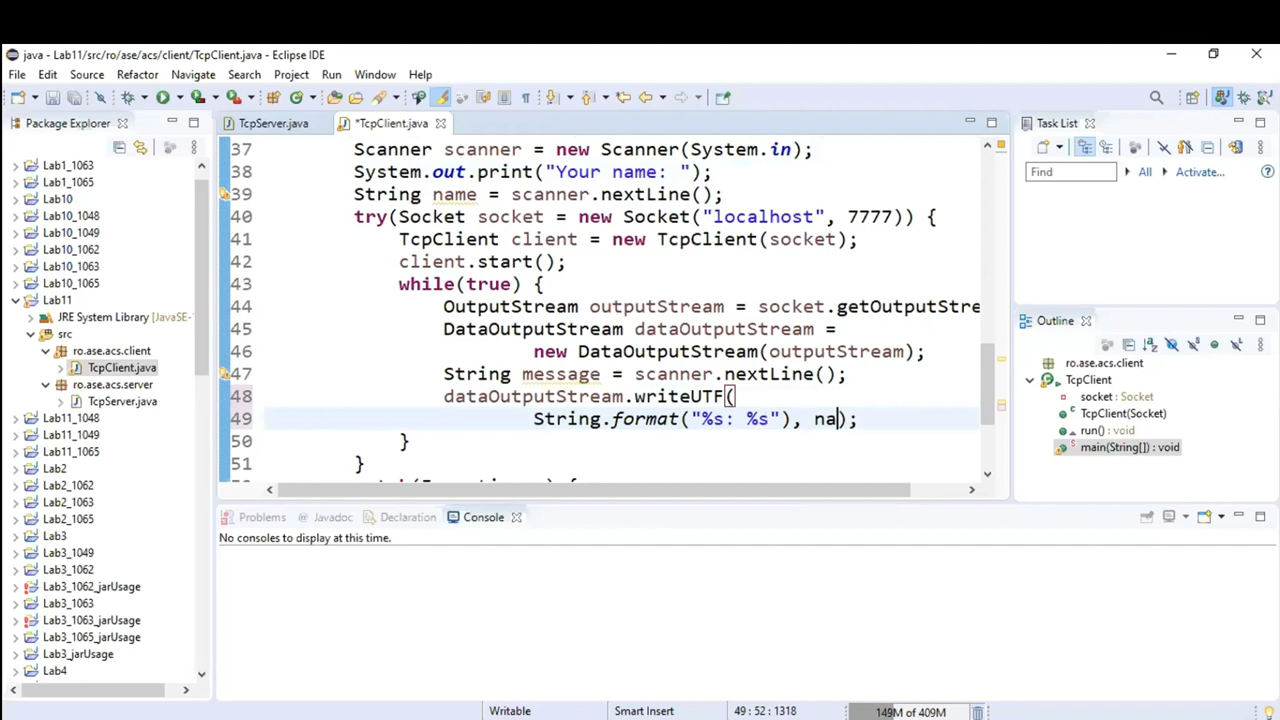 java - Lab11/src/ro/ase/acs/client/TcpClient.java - Eclipse IDE
File Edit Source Refactor Navigate Search Project Run Window Help
Package Explorer
TcpServer.java
*TcpClient.java
Task List
Lab1_1063
Lab1_1065
Lab10
Lab10_1048
Lab10_1049
Lab10_1062
Lab10_1063
Lab10_1065
Lab11
JRE System Library [JavaSE-
src
ro.ase.acs.client
TcpClient.java
ro.ase.acs.server
TcpServer.java
Lab11_1048
Lab11_1049
Lab11_1065
Lab2
Lab2_1062
Lab2_1063
Lab2_1065
Lab3
Lab3_1049
Lab3_1062
Lab3_1062_jarUsage
Lab3_1063
Lab3_1063_jarUsage
Lab3_1065_jarUsage
Lab3_jarUsage
Lab4
37 Scanner scanner = new Scanner(System.in);
38 System.out.print("Your name: ");
39 String name = scanner.nextLine();
40 try(Socket socket = new Socket("localhost", 7777)) {
41 TcpClient client = new TcpClient(socket);
42 client.start();
43 while(true) {
44 OutputStream outputStream = socket.getOutputStre
45 DataOutputStream dataOutputStream =
46 new DataOutputStream(outputStream);
47 String message = scanner.nextLine();
48 dataOutputStream.writeUTF(
49 String.format("%s: %s"), na);
50 }
51 }
Find
All
Activate...
Outline
ro.ase.acs.client
TcpClient
socket: Socket
TcpClient(Socket)
run() : void
main(String[]) : void
Problems
Javadoc
Declaration
Console
No consoles to display at this time.
Writable
Smart Insert
49 : 52 : 1318
149M of 409M